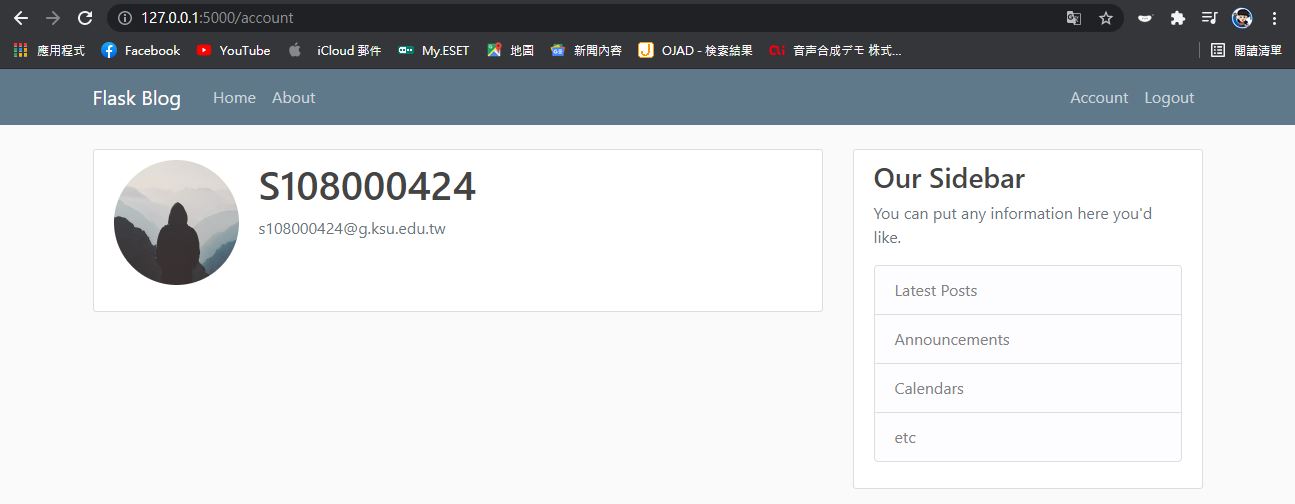 127.0.0.1:5000/account
應用程式 Facebook YouTube iCloud 郵件 My.ESET 地圖 新聞內容 OJAD - 検索結果 音声合成デモ 株式... 閱讀清單
Flask Blog Home About Account Logout
S108000424
s108000424@g.ksu.edu.tw
Our Sidebar
You can put any information here you'd
like.
Latest Posts
Announcements
Calendars
etc